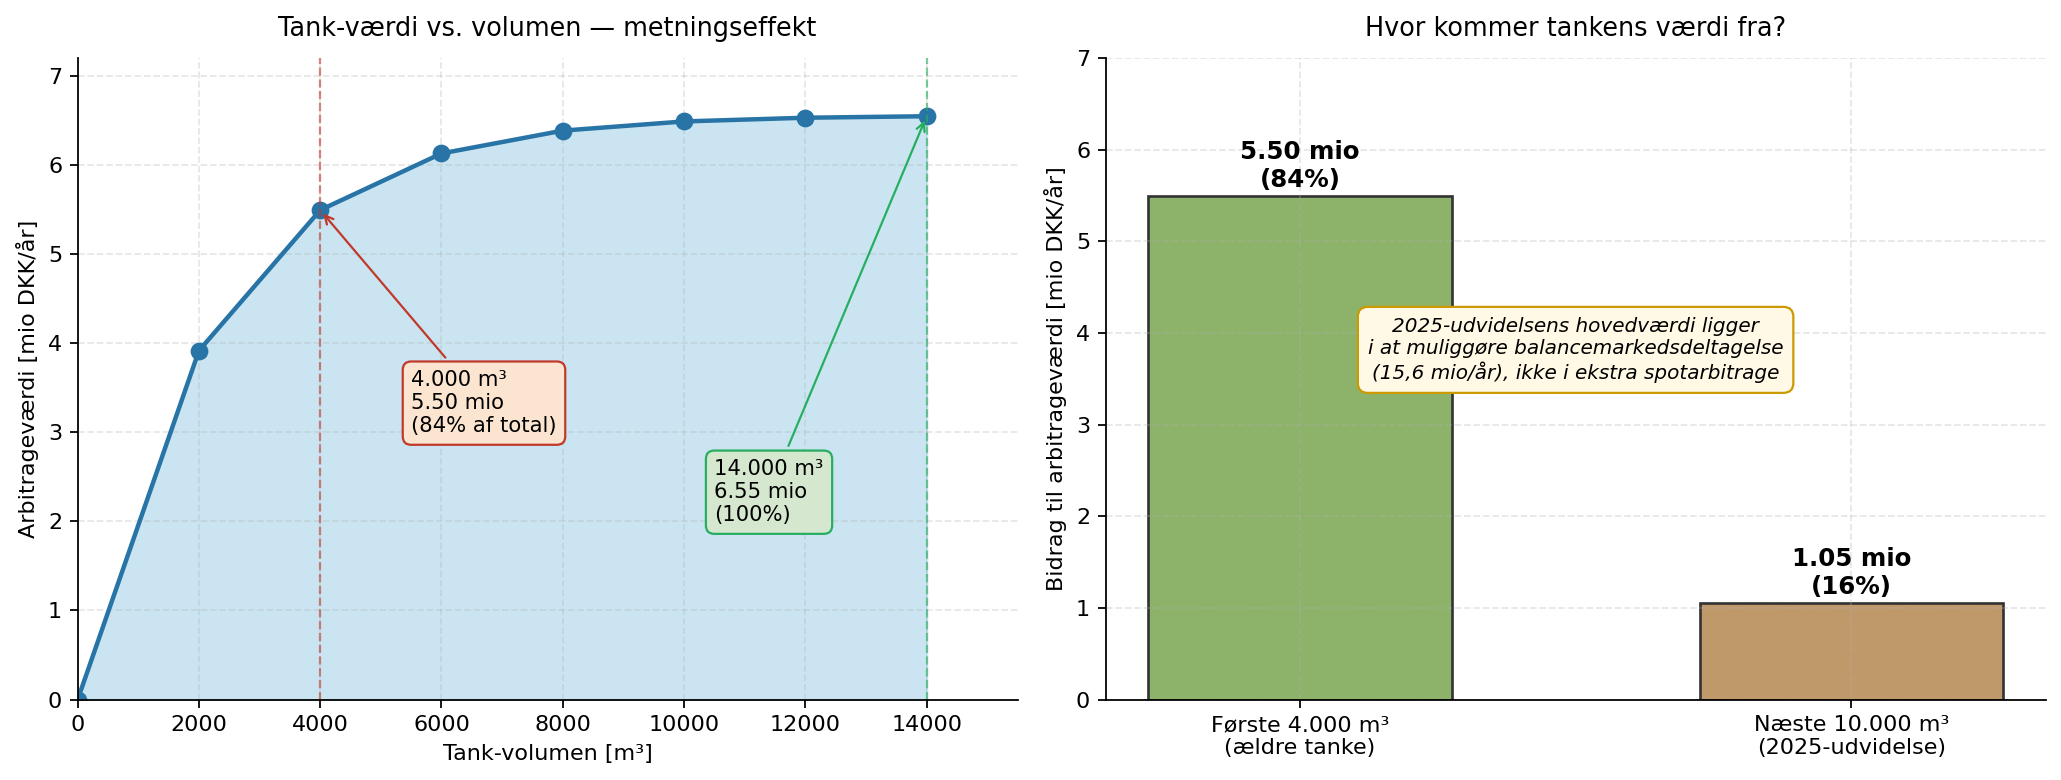 Tank-værdi vs. volumen — metningseffekt
Arbitrageværdi [mio DKK/år]
7
6
5
4
3
2
1
0
4.000 m³
5.50 mio
(84% af total)
14.000 m³
6.55 mio
(100%)
0 2000 4000 6000 8000 10000 12000 14000
Tank-volumen [m³]
Hvor kommer tankens værdi fra?
Bidrag til arbitrageværdi [mio DKK/år]
7
6
5
4
3
2
1
0
5.50 mio
(84%)
2025-udvidelsens hovedværdi ligger
i at muliggøre balancemarkedsdeltagelse
(15,6 mio/år), ikke i ekstra spotarbitrage
1.05 mio
(16%)
Første 4.000 m³
(ældre tanke)
Næste 10.000 m³
(2025-udvidelse)